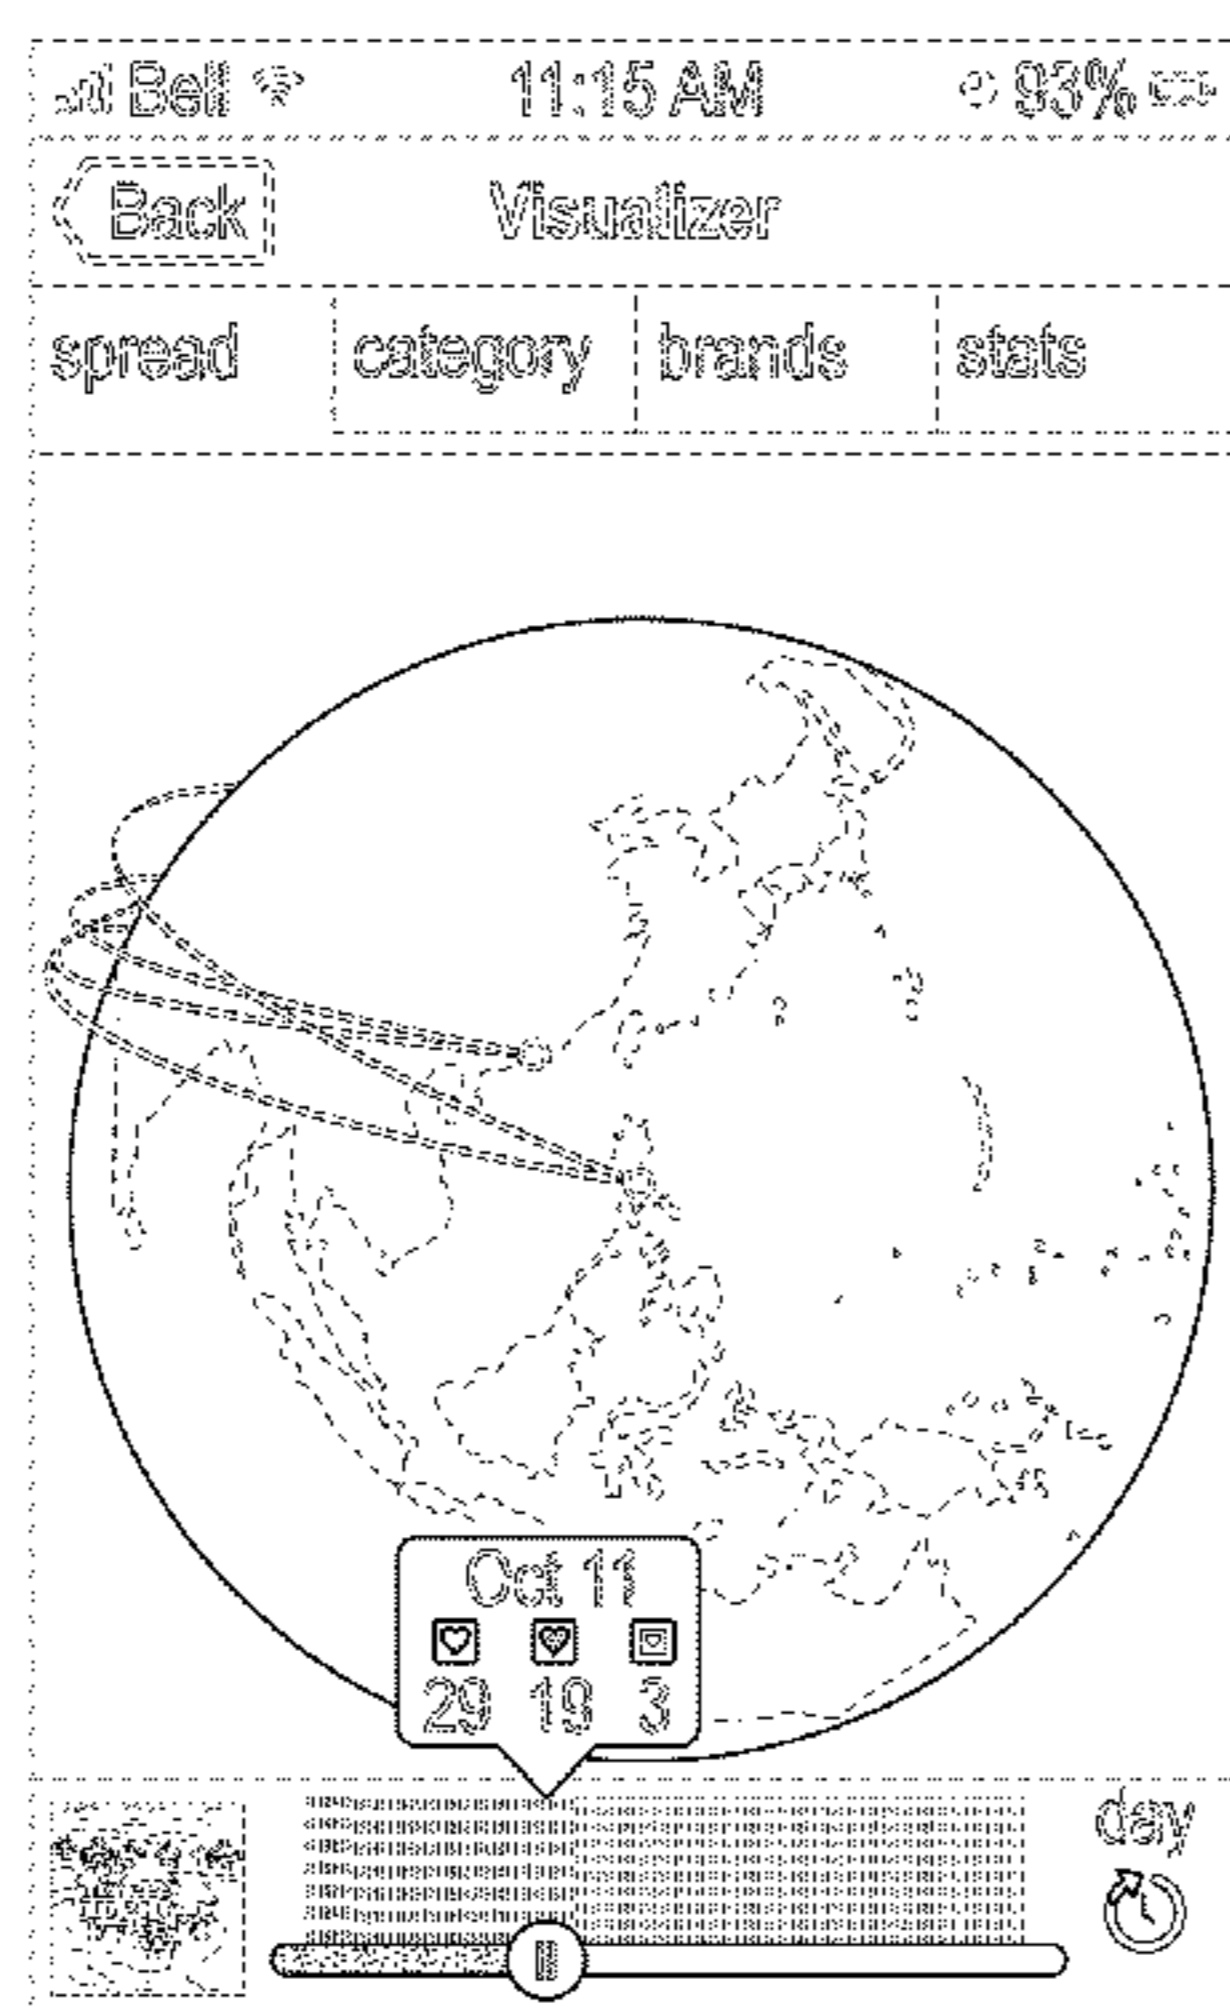 Bell 11:15 AM 93%
Back Visualizer
spread category brands stats
Oct 11
29 19 3
day